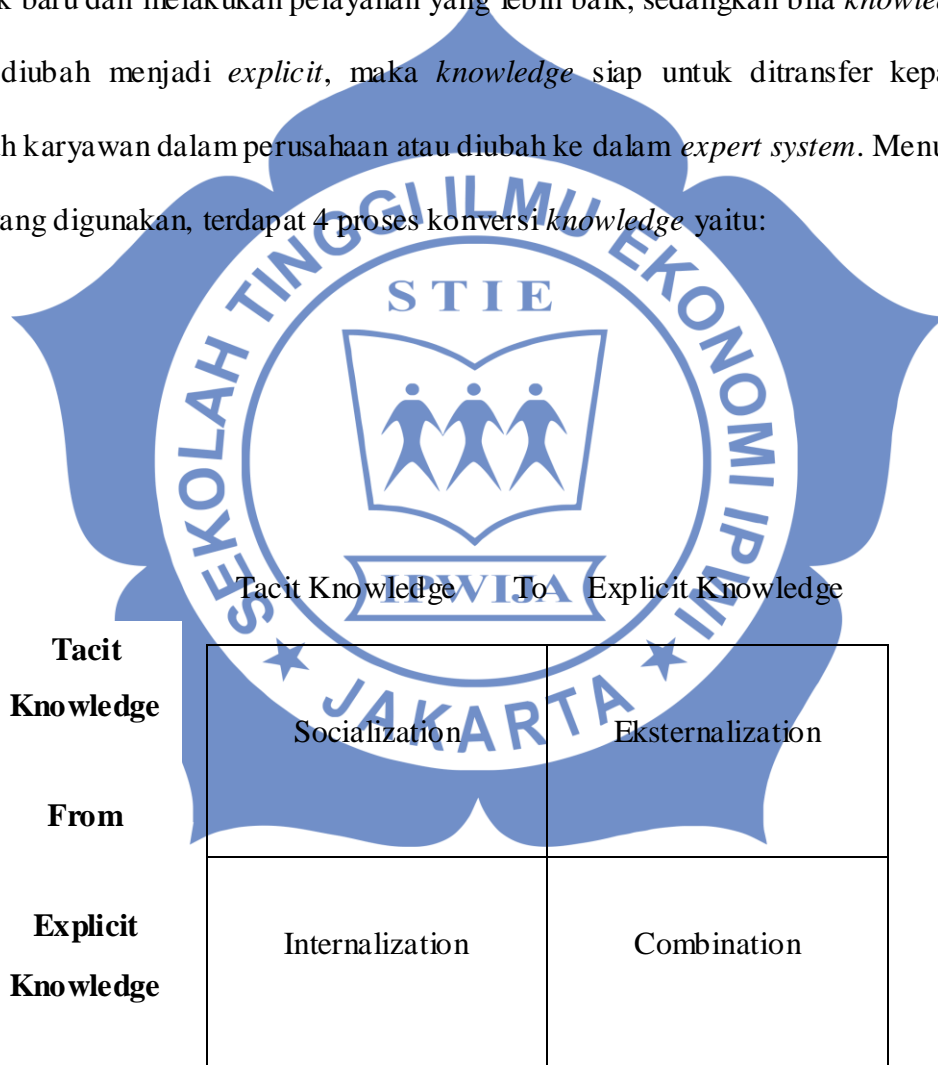 k baru dan melakukan pelayanan yang lebih baik, sedangkan bila knowle
diubah menjadi explicit, maka knowledge siap untuk ditransfer kepa
h karyawan dalam perusahaan atau diubah ke dalam expert system. Menu
ang digunakan, terdapat 4 proses konversi knowledge yaitu:
SEKOLAH TINGGI ILMU EKONOMI IPWI
STIE
IPWIJA
JAKARTA
Tacit Knowledge To Explicit Knowledge
Tacit
Knowledge
Socialization Eksternalization
From
Explicit
Knowledge
Internalization Combination